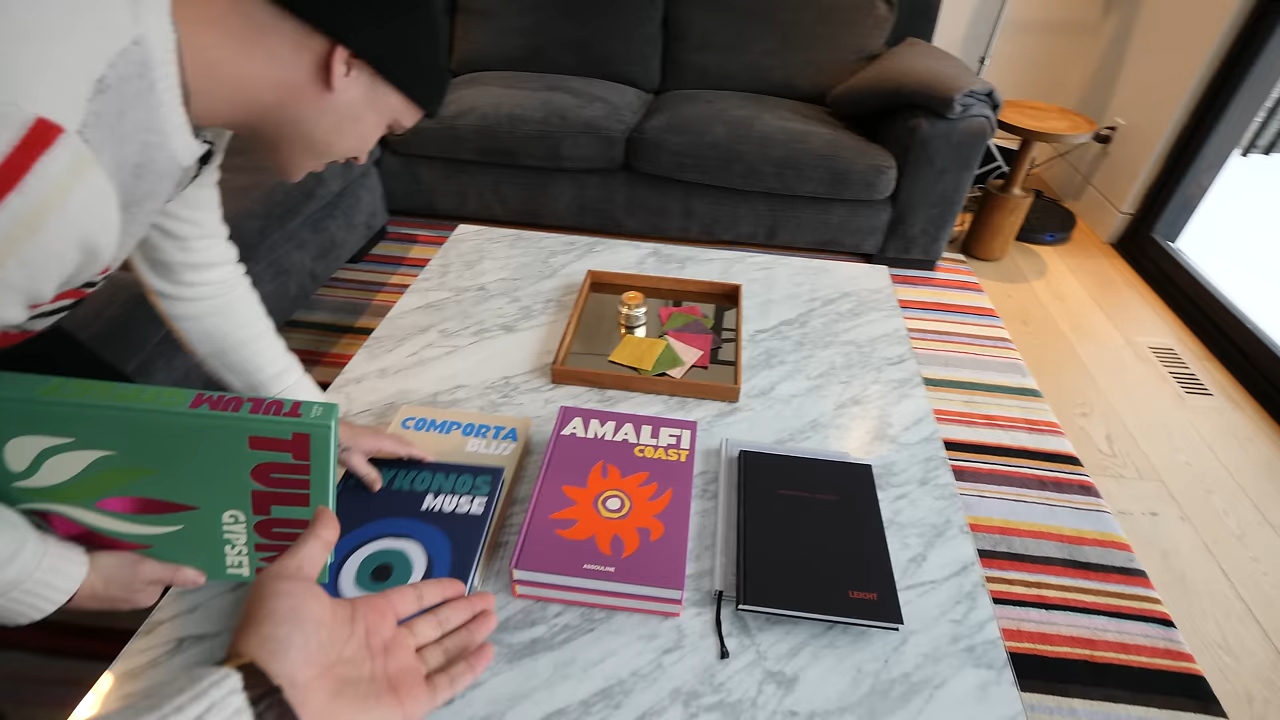 TULUM
TULUM
GYPSET
COMPORTA
BLISS
MYKONOS
MUSE
AMALFI
COAST
ASSOULINE
LEICHT